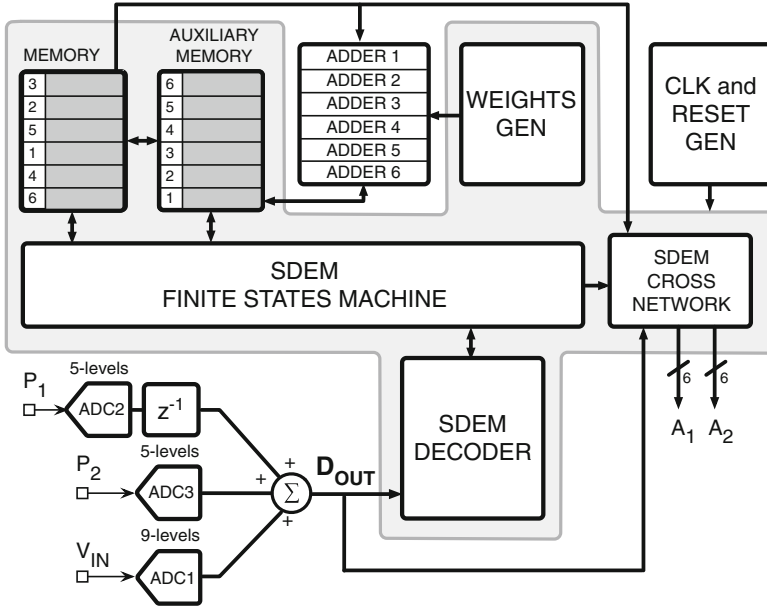 AUXILIARY
MEMORY
MEMORY
3
2
5
1
4
6
6
5
4
3
2
1
ADDER 1
ADDER 2
ADDER 3
ADDER 4
ADDER 5
ADDER 6
WEIGHTS
GEN
CLK and
RESET
GEN
SDEM
FINITE STATES MACHINE
SDEM
CROSS
NETWORK
6
6
A1
A2
SDEM
DECODER
5-levels
P1
ADC2
z-1
5-levels
P2
ADC3
9-levels
VIN
ADC1
+
+
+
Σ
DOUT